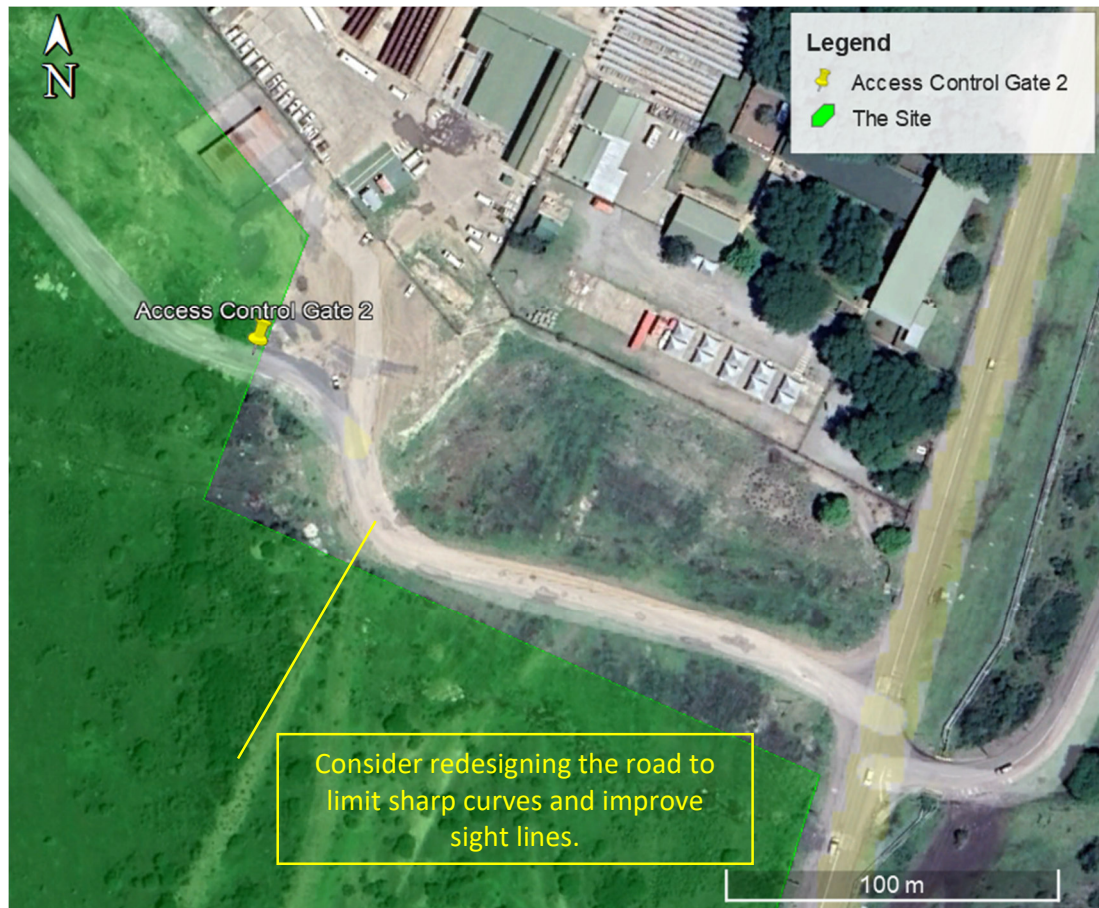 N
Legend
Access Control Gate 2
The Site
Access Control Gate 2
Consider redesigning the road to
limit sharp curves and improve
sight lines.
100 m